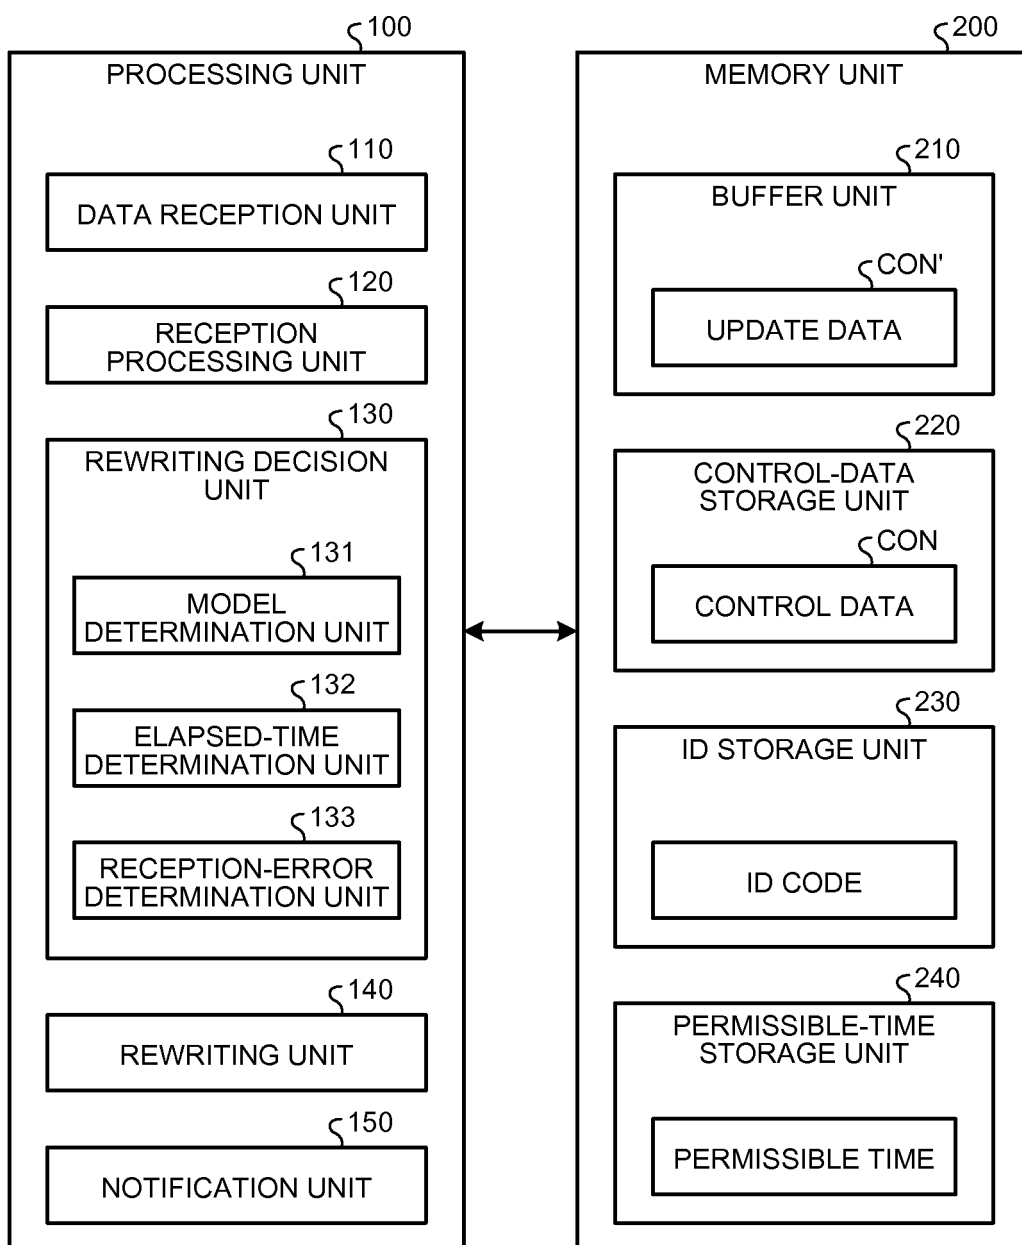 100
PROCESSING UNIT
110
DATA RECEPTION UNIT
120
RECEPTION
PROCESSING UNIT
130
REWRITING DECISION
UNIT
131
MODEL
DETERMINATION UNIT
132
ELAPSED-TIME
DETERMINATION UNIT
133
RECEPTION-ERROR
DETERMINATION UNIT
140
REWRITING UNIT
150
NOTIFICATION UNIT
200
MEMORY UNIT
210
BUFFER UNIT
CON'
UPDATE DATA
220
CONTROL-DATA
STORAGE UNIT
CON
CONTROL DATA
230
ID STORAGE UNIT
ID CODE
240
PERMISSIBLE-TIME
STORAGE UNIT
PERMISSIBLE TIME